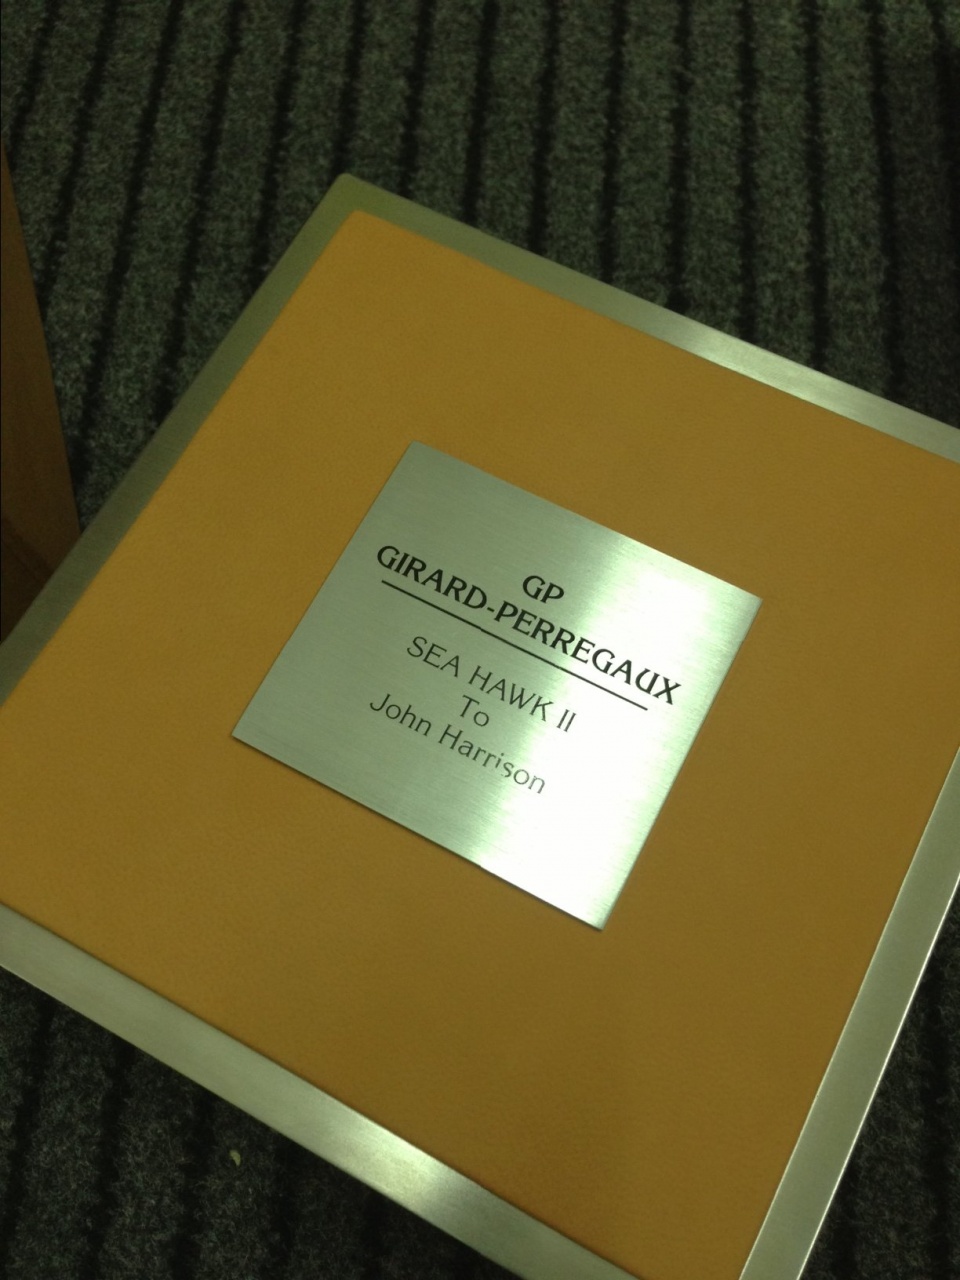 GP
GIRARD-PERREGAUX
SEA HAWK II
To
John Harrison